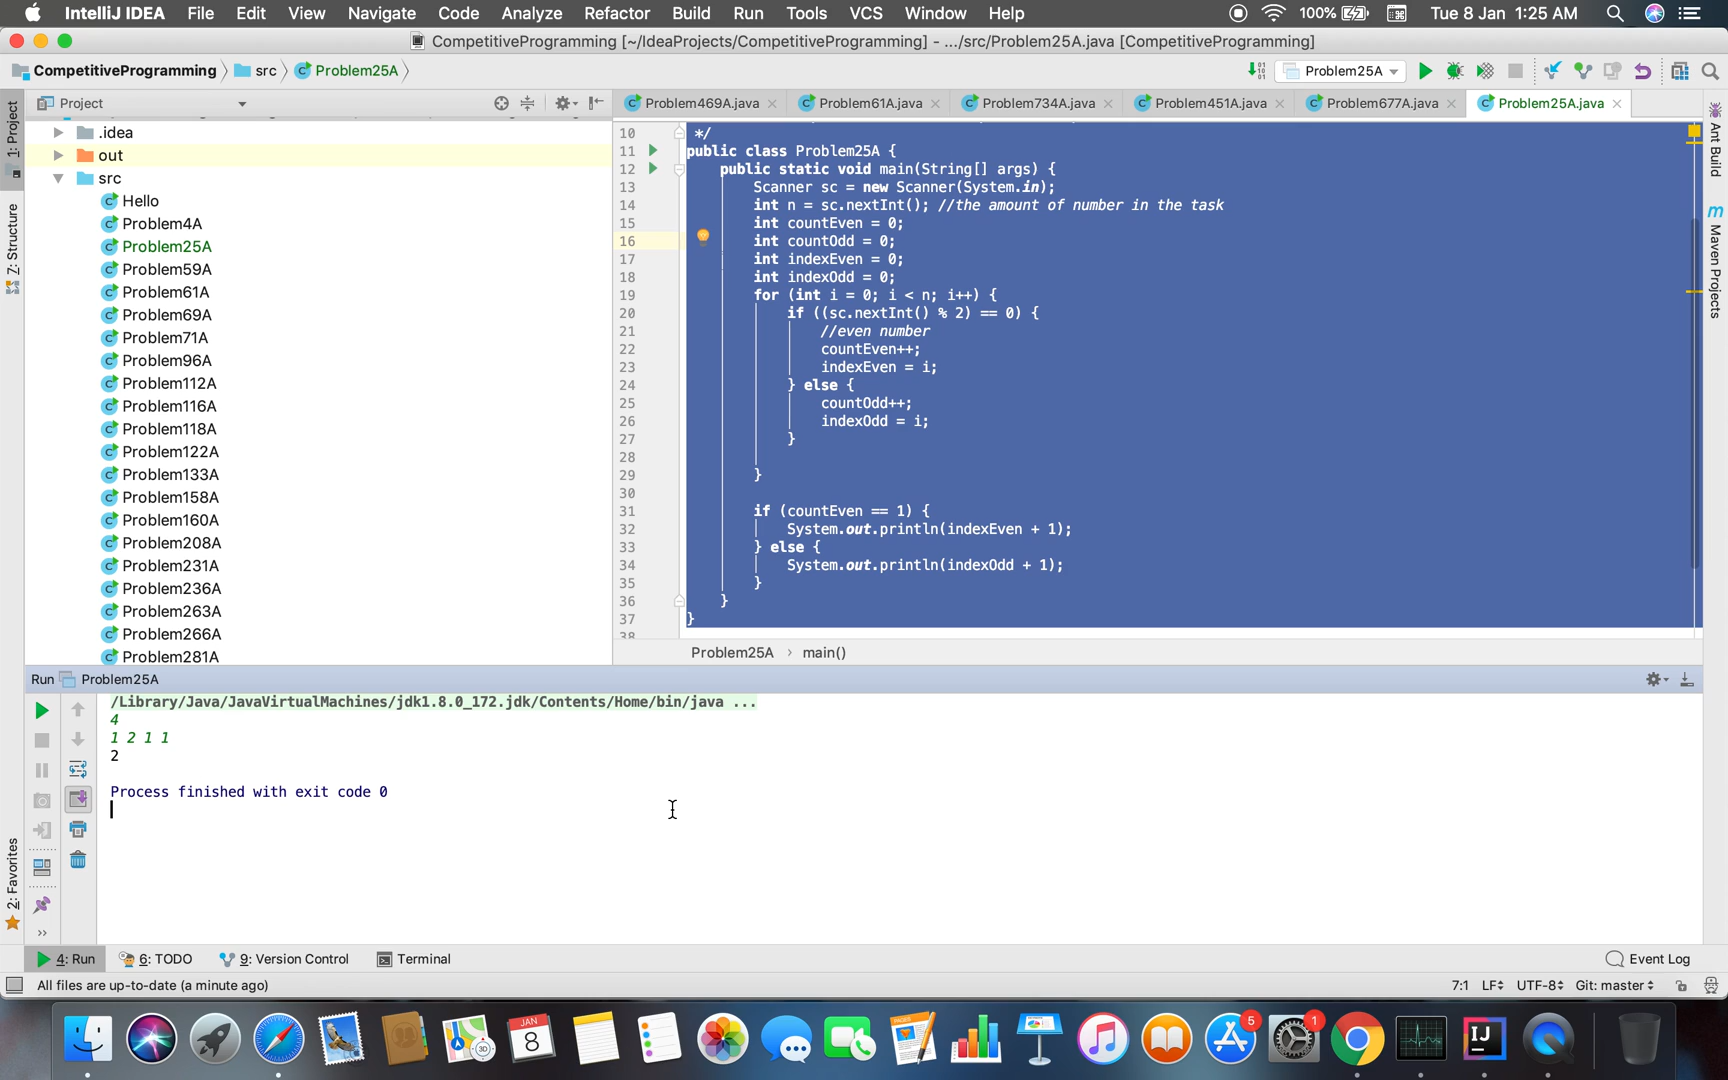 IntelliJ IDEA File Edit View Navigate Code Analyze Refactor Build Run Tools VCS Window Help 100% Tue 8 Jan 1:25 AM
CompetitiveProgramming [~/IdeaProjects/CompetitiveProgramming] - .../src/Problem25A.java [CompetitiveProgramming]
CompetitiveProgramming src Problem25A Problem25A
Project Problem469A.java Problem61A.java Problem734A.java Problem451A.java Problem677A.java Problem25A.java
1: Project
Z: Structure
2: Favorites
.idea
out
src
Hello
Problem4A
Problem25A
Problem59A
Problem61A
Problem69A
Problem71A
Problem96A
Problem112A
Problem116A
Problem118A
Problem122A
Problem133A
Problem158A
Problem160A
Problem208A
Problem231A
Problem236A
Problem263A
Problem266A
Problem281A
10 */
11 public class Problem25A {
12 public static void main(String[] args) {
13 Scanner sc = new Scanner(System.in);
14 int n = sc.nextInt(); //the amount of number in the task
15 int countEven = 0;
16 int countOdd = 0;
17 int indexEven = 0;
18 int indexOdd = 0;
19 for (int i = 0; i < n; i++) {
20 if ((sc.nextInt() % 2) == 0) {
21 //even number
22 countEven++;
23 indexEven = i;
24 } else {
25 countOdd++;
26 indexOdd = i;
27 }
28
29 }
30
31 if (countEven == 1) {
32 System.out.println(indexEven + 1);
33 } else {
34 System.out.println(indexOdd + 1);
35 }
36 }
37 }
38
Problem25A › main()
Ant Build
m Maven Projects
Run Problem25A
/Library/Java/JavaVirtualMachines/jdk1.8.0_172.jdk/Contents/Home/bin/java ...
4
1 2 1 1
2
Process finished with exit code 0
4: Run 6: TODO 9: Version Control Terminal Event Log
All files are up-to-date (a minute ago) 7:1 LF UTF-8 Git: master
JAN
8
3D
PAGES
5
1
IJ